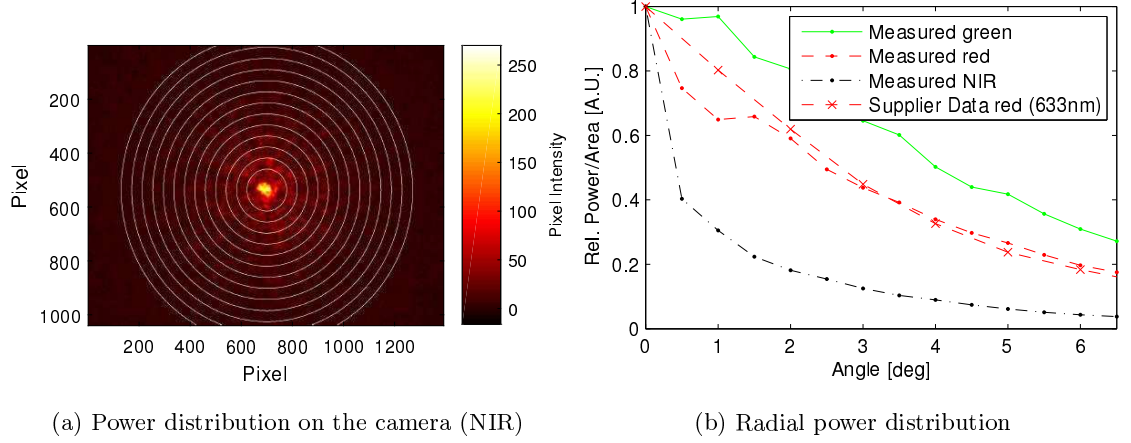 200
400
600
800
1000
Pixel
200 400 600 800 1000 1200
Pixel
250
200
150
100
50
0
Pixel Intensity
(a) Power distribution on the camera (NIR)
1
0.8
0.6
0.4
0.2
0
Rel. Power/Area [A.U.]
Measured green
Measured red
Measured NIR
Supplier Data red (633nm)
0 1 2 3 4 5 6
Angle [deg]
(b) Radial power distribution